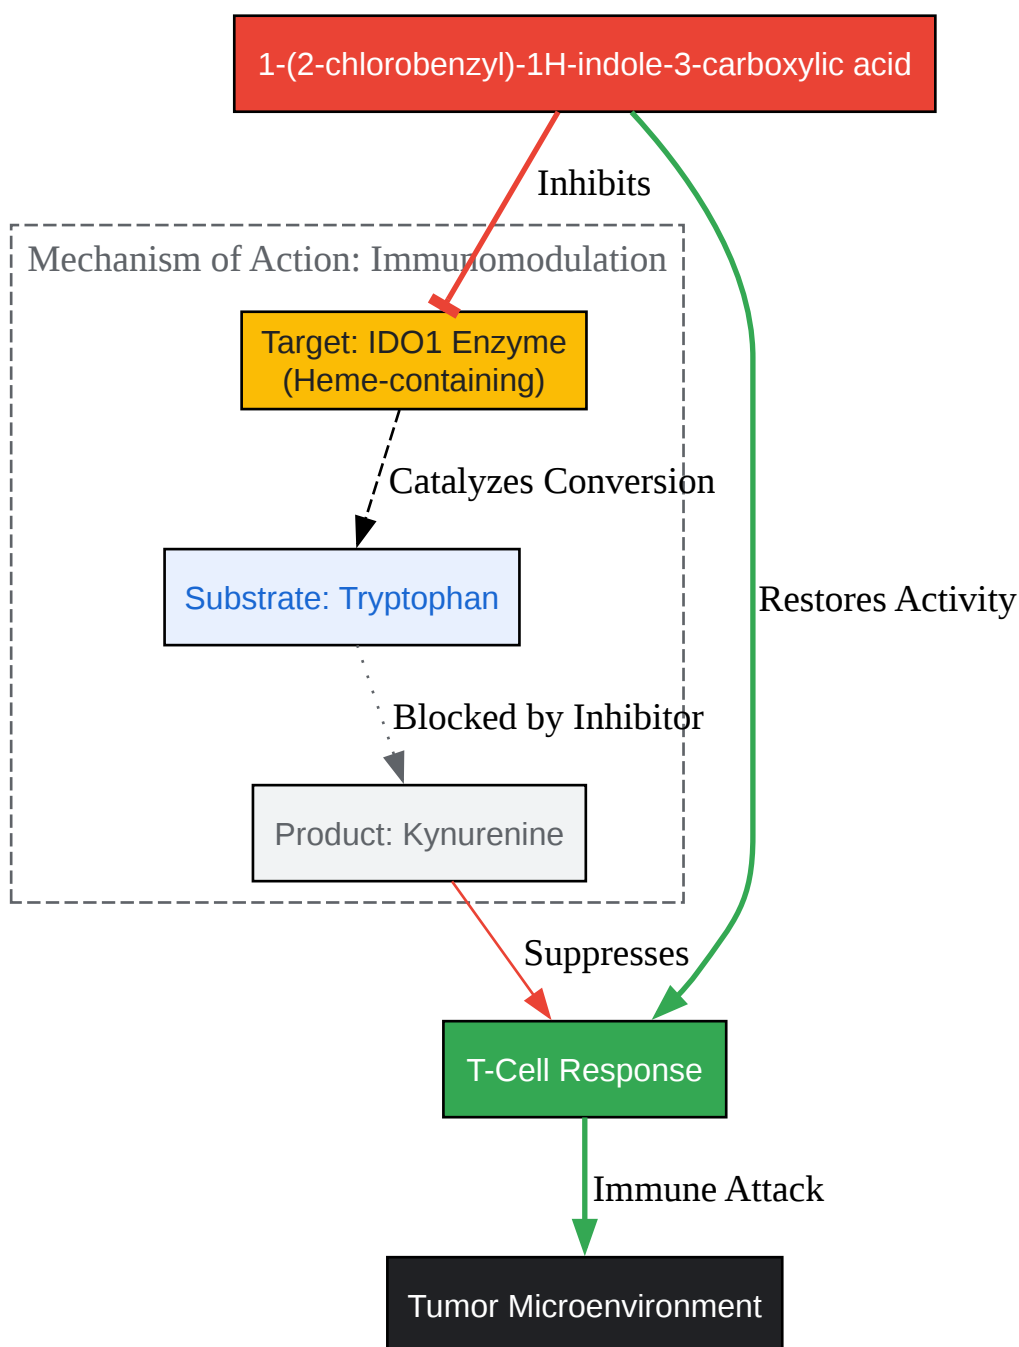 1-(2-chlorobenzyl)-1H-indole-3-carboxylic acid
Inhibits
Mechanism of Action: Immunomodulation
Target: IDO1 Enzyme
(Heme-containing)
Catalyzes Conversion
Substrate: Tryptophan
Restores Activity
Blocked by Inhibitor
Product: Kynurenine
Suppresses
T-Cell Response
Immune Attack
Tumor Microenvironment